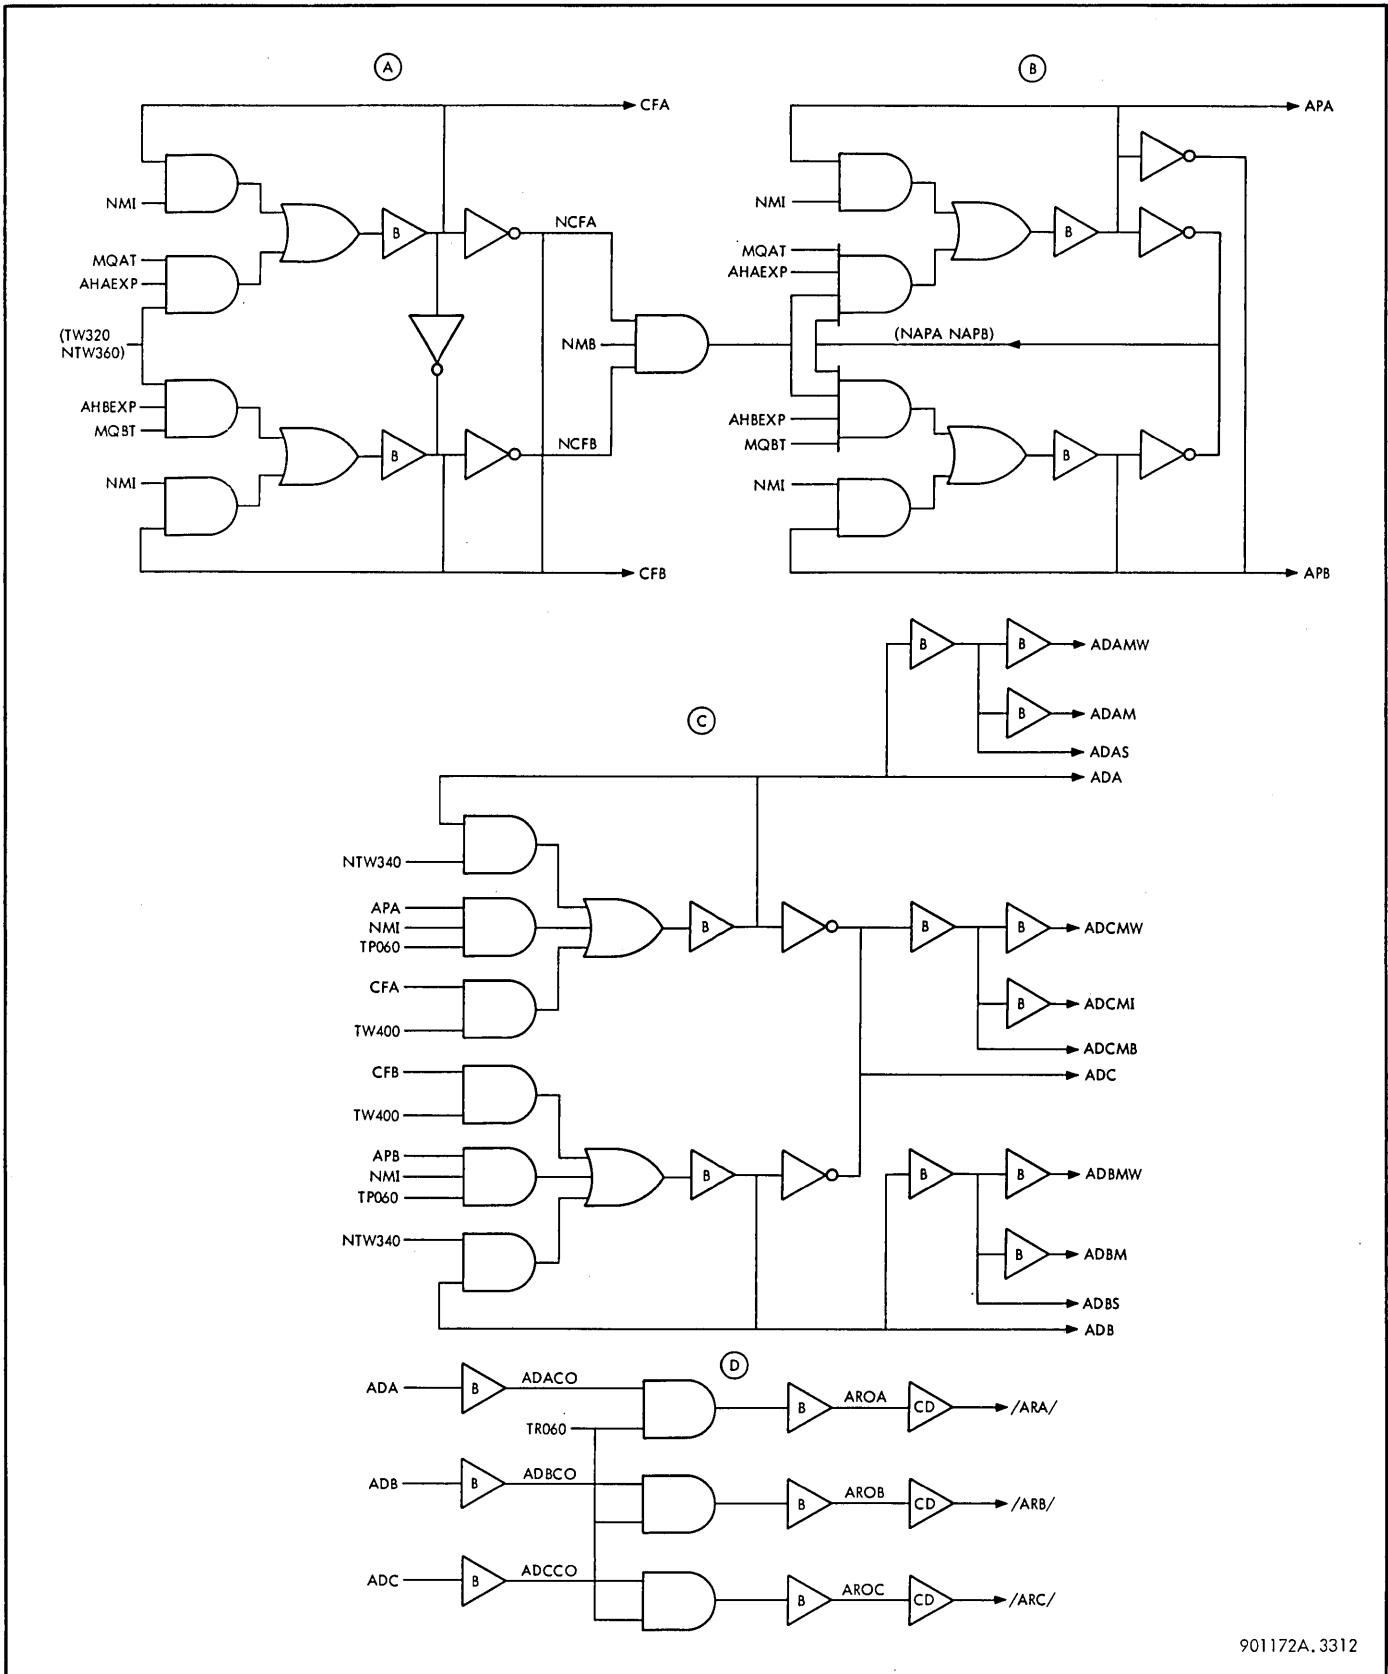 A
B
CFA
APA
NMI
NMI
B
NCFA
B
MQAT
AHAEXP
MQAT
AHAEXP
(TW320
NTW360)
NMB
(NAPA NAPB)
AHBEXP
MQBT
AHBEXP
MQBT
B
NCFB
B
NMI
NMI
CFB
APB
B
B
ADAMW
C
B
ADAM
ADAS
ADA
NTW340
APA
NMI
TP060
B
B
B
ADCMW
CFA
TW400
B
ADCMI
ADCMB
CFB
ADC
TW400
APB
NMI
TP060
B
B
B
ADBMW
NTW340
B
ADBM
ADBS
ADB
D
ADA
B
ADACO
B
AROA
CD
/ARA/
TR060
ADB
B
ADBCO
B
AROB
CD
/ARB/
ADC
B
ADCCO
B
AROC
CD
/ARC/
901172A.3312